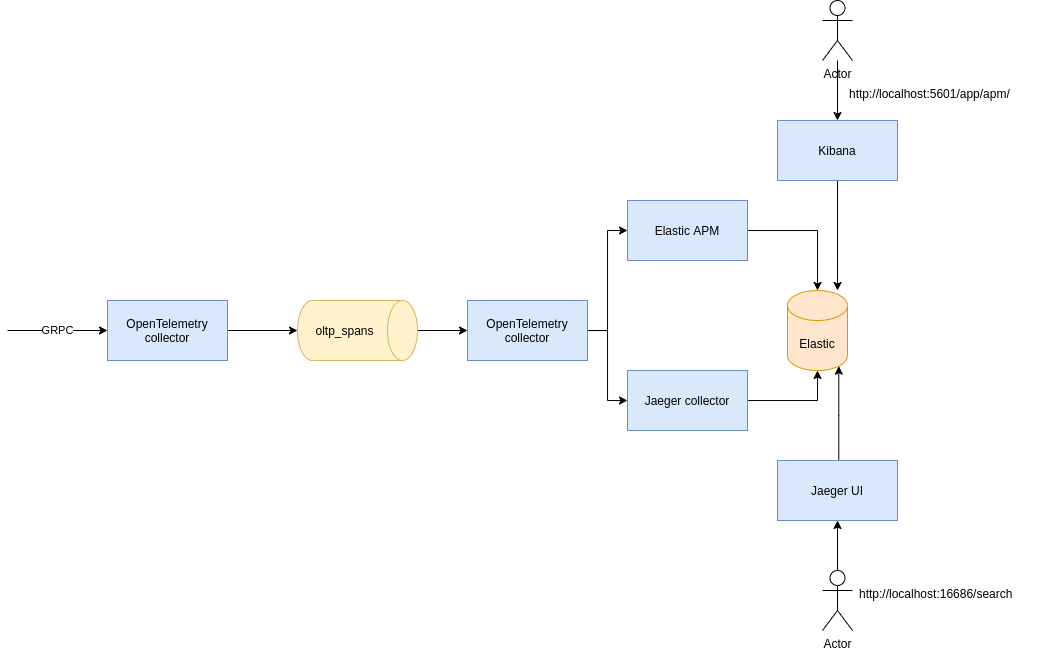 Actor
http://localhost:5601/app/apm/
Kibana
Elastic APM
GRPC
OpenTelemetry
collector
oltp_spans
OpenTelemetry
collector
Elastic
Jaeger collector
Jaeger UI
http://localhost:16686/search
Actor